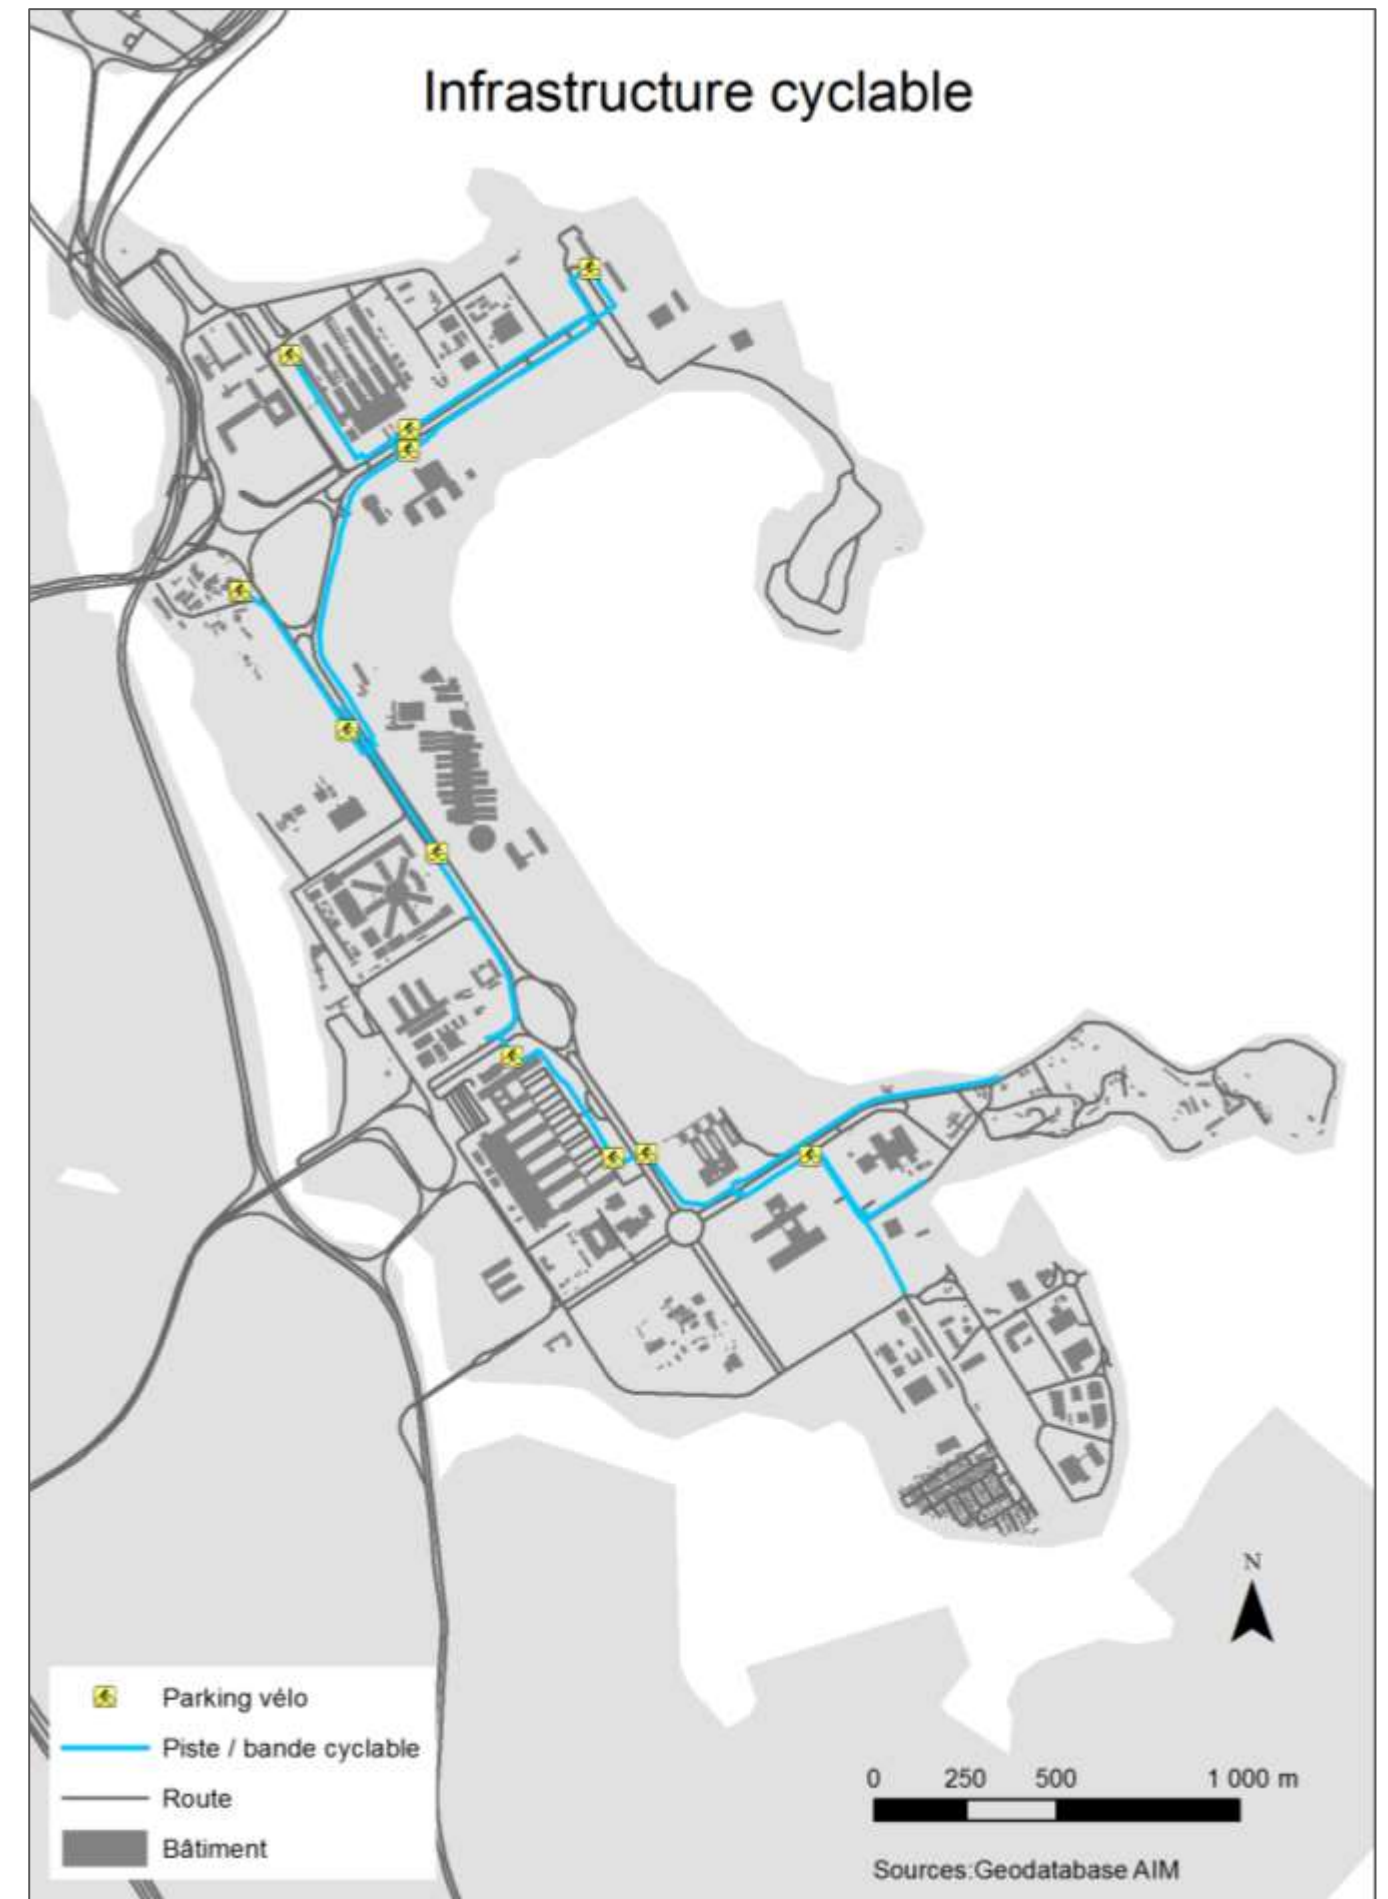 Infrastructure cyclable
N
Parking vélo
Piste / bande cyclable
Route
Bâtiment
0 250 500 1 000 m
Sources:Geodatabase AIM